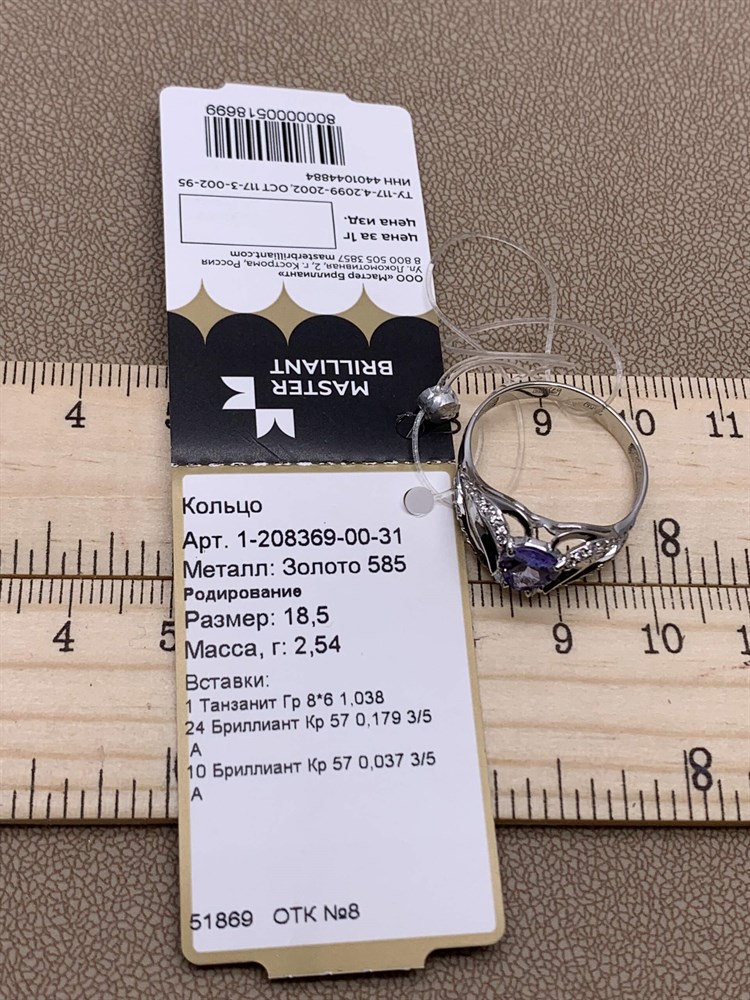 8000000518699
ТУ-117-4.2099-2002, ОСТ 117-3-002-95
ИНН 4401044884
цена за 1г
цена изд.
ООО «Мастер Бриллиант»
Ул. Локомотивная, 2, г. Кострома, Россия
8 800 505 3857 masterbrilliant.com
MASTER
BRILLIANT
4 9 10 11
Кольцо
Арт. 1-208369-00-31
Металл: Золото 585
Родирование
Размер: 18,5
Масса, г: 2,54
Вставки:
1 Танзанит Гр 8*6 1,038
24 Бриллиант Кр 57 0,179 3/5
А
10 Бриллиант Кр 57 0,037 3/5
А
51869 ОТК №8
8
4 5 9 10
8